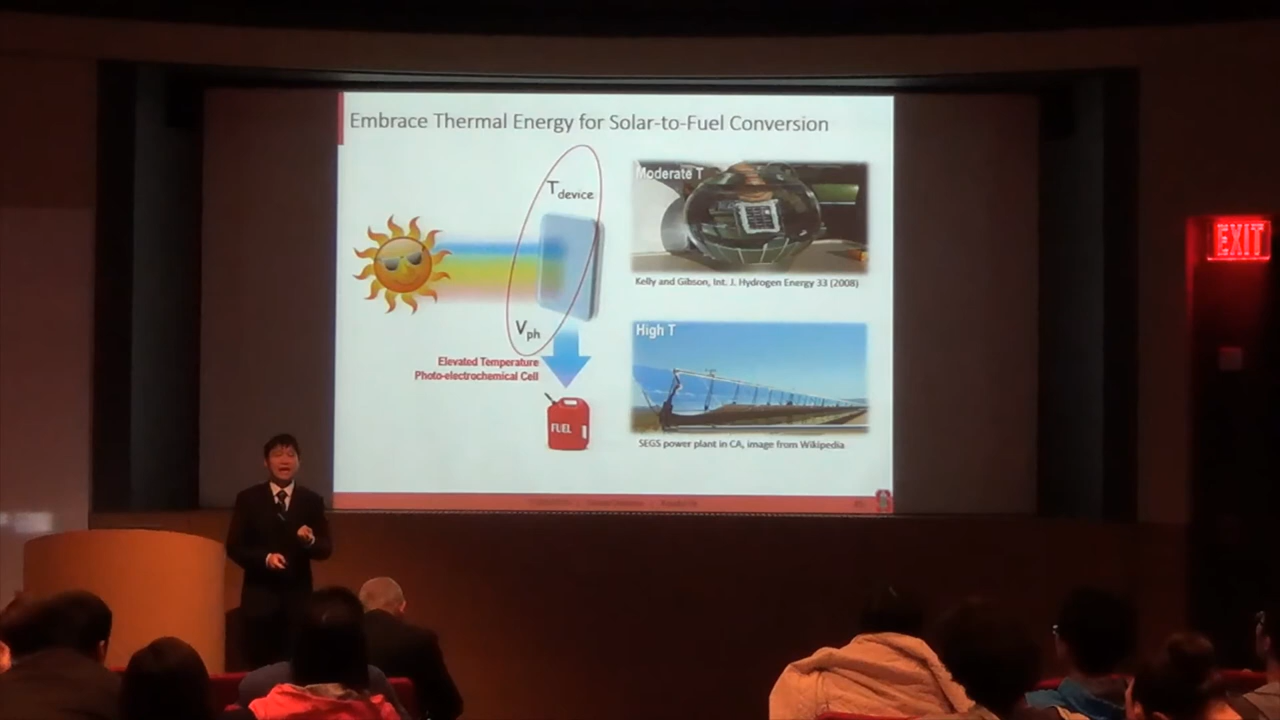 Embrace Thermal Energy for Solar-to-Fuel Conversion
Tdevice
Vph
Elevated Temperature
Photo-electrochemical Cell
FUEL
Moderate T
Kelly and Gibson, Int. J. Hydrogen Energy 33 (2008)
High T
SEGS power plant in CA, image from Wikipedia
EXIT